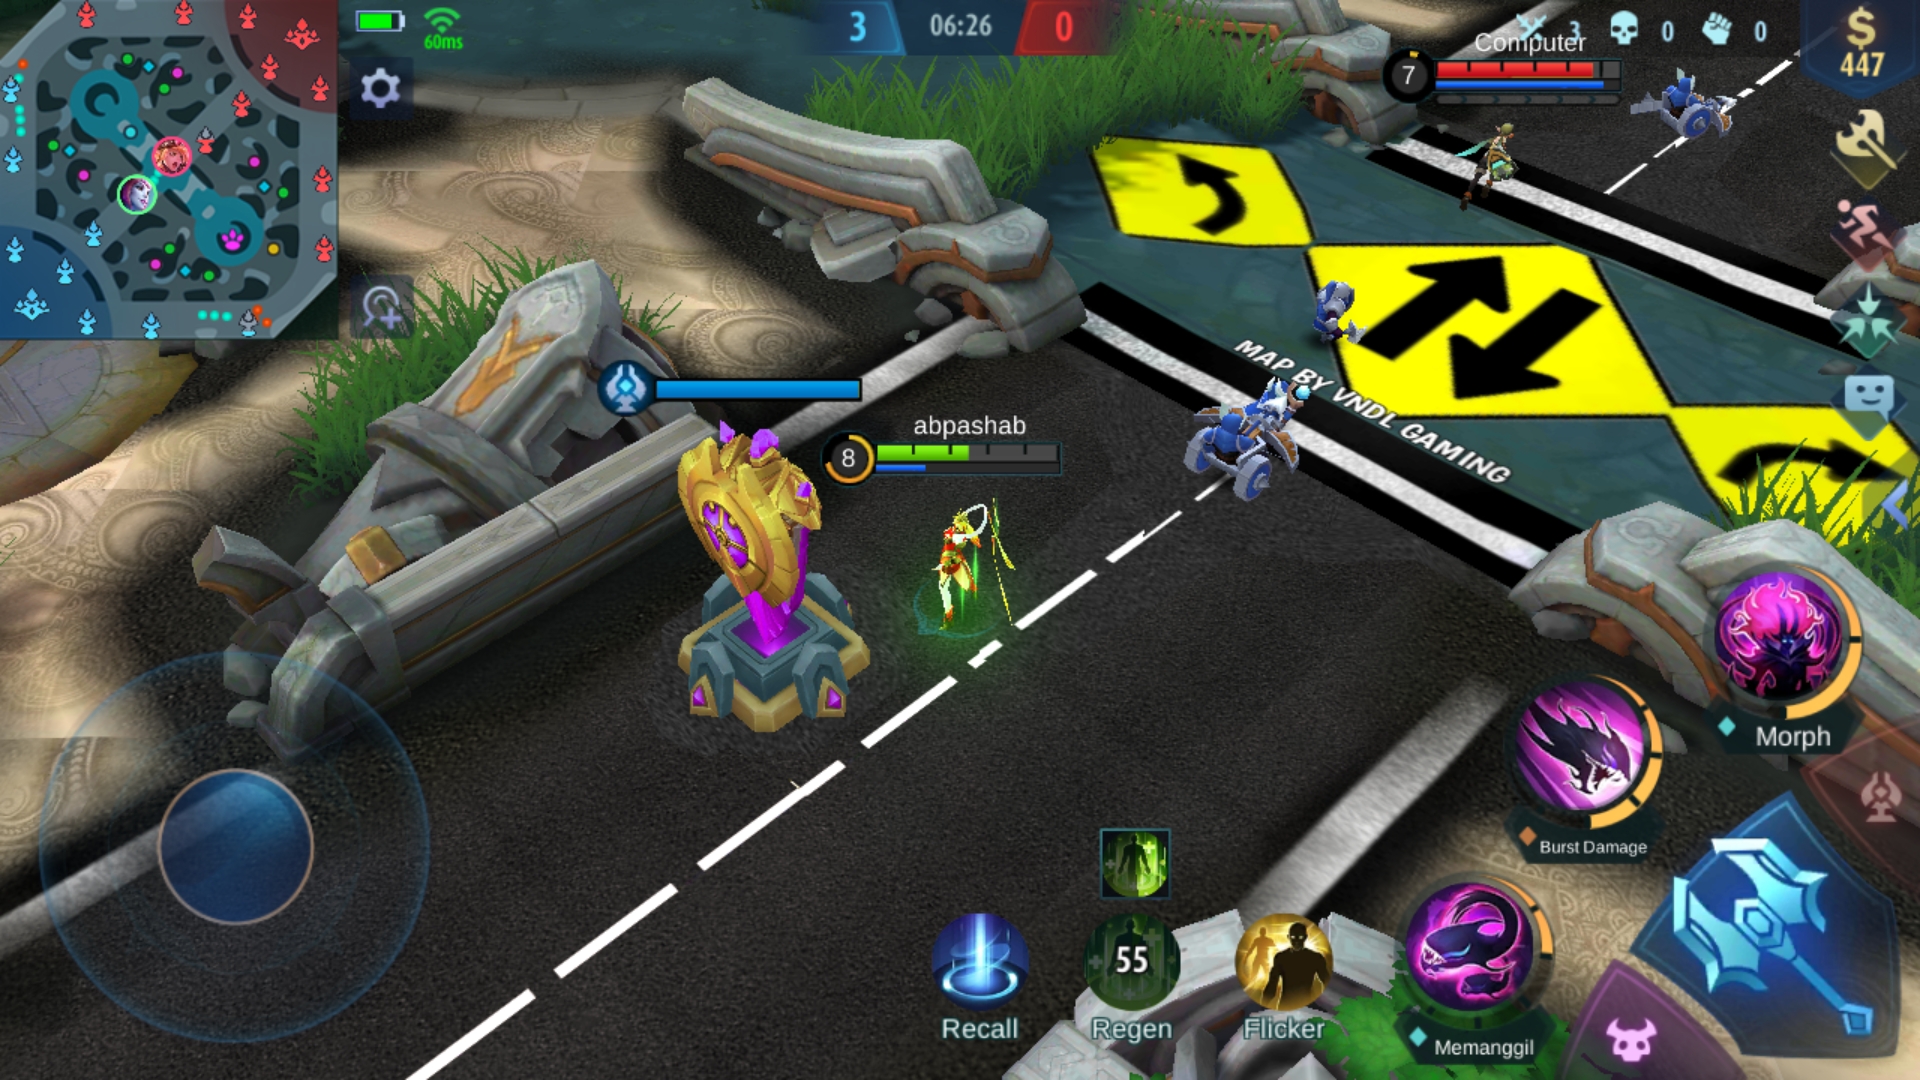 60ms
3
06:26
0
3
0
0
$
447
Computer
7
MAP BY VNDL GAMING
abpashab
8
Morph
Burst Damage
55
Recall
Regen
Flicker
Memanggil